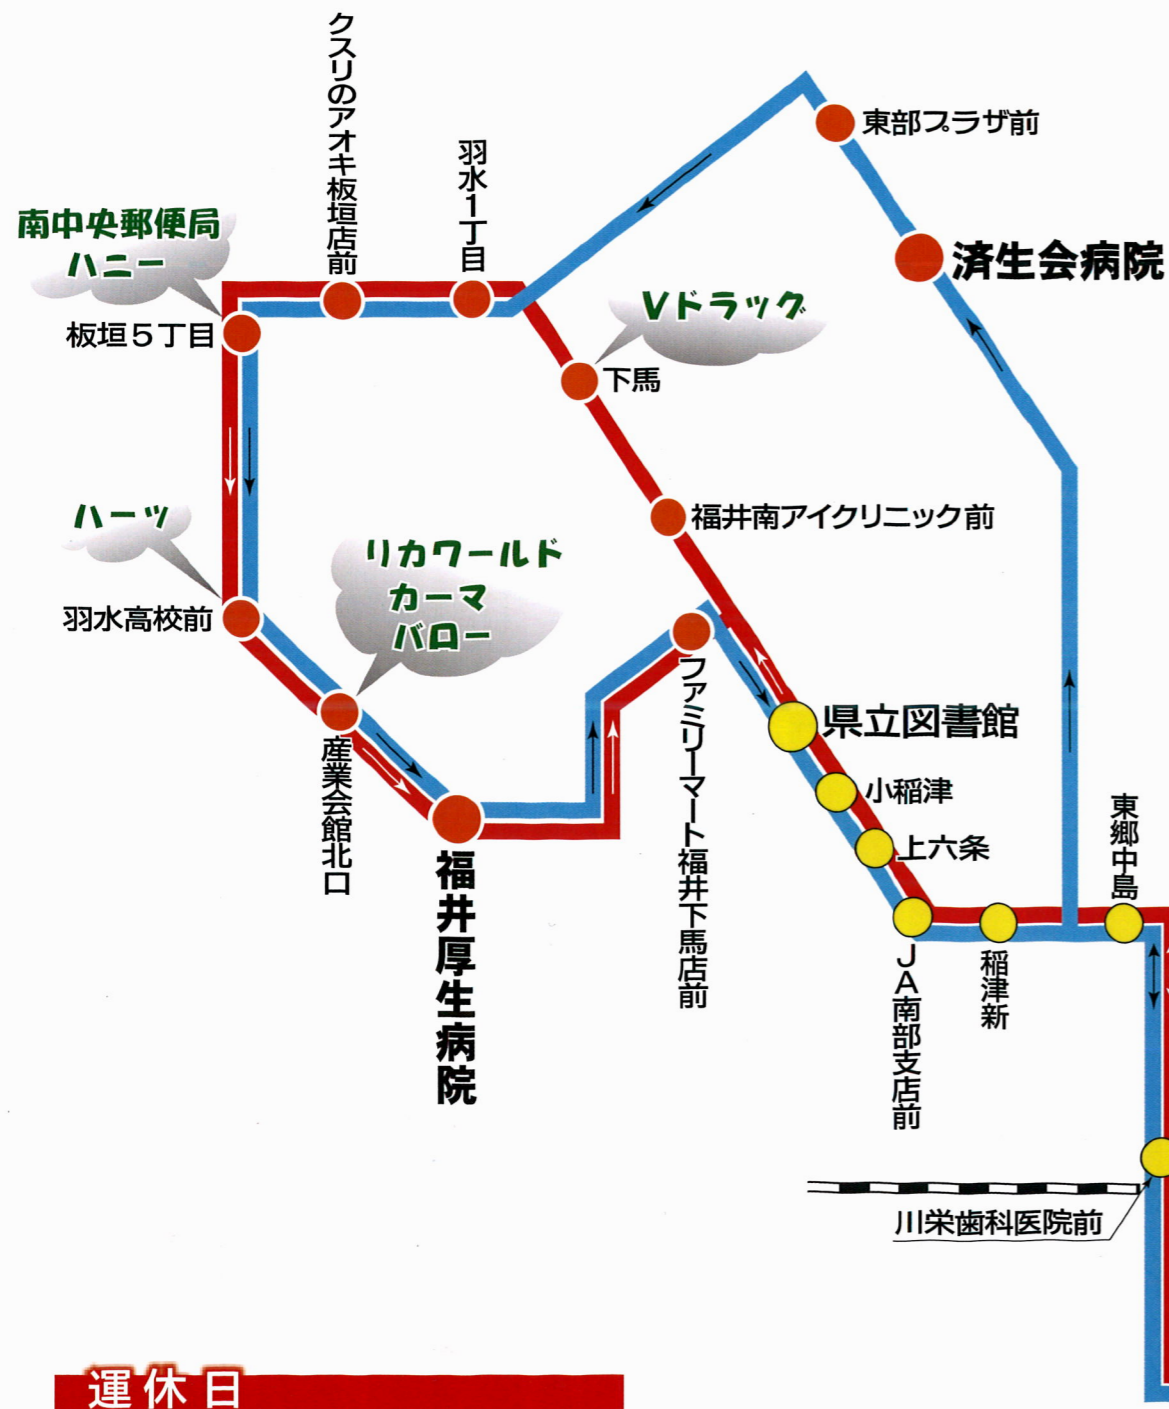 クスリのアオキ板垣店前
羽水1丁目
東部プラザ前
済生会病院
南中央郵便局
ハニー
板垣5丁目
Vドラッグ
下馬
福井南アイクリニック前
ハーツ
羽水高校前
リカワールド
カーマ
バロー
産業会館北口
福井厚生病院
ファミリーマート福井下馬店前
県立図書館
小稲津
上六条
東郷中島
JA南部支店前
稲津新
川栄歯科医院前
運休日